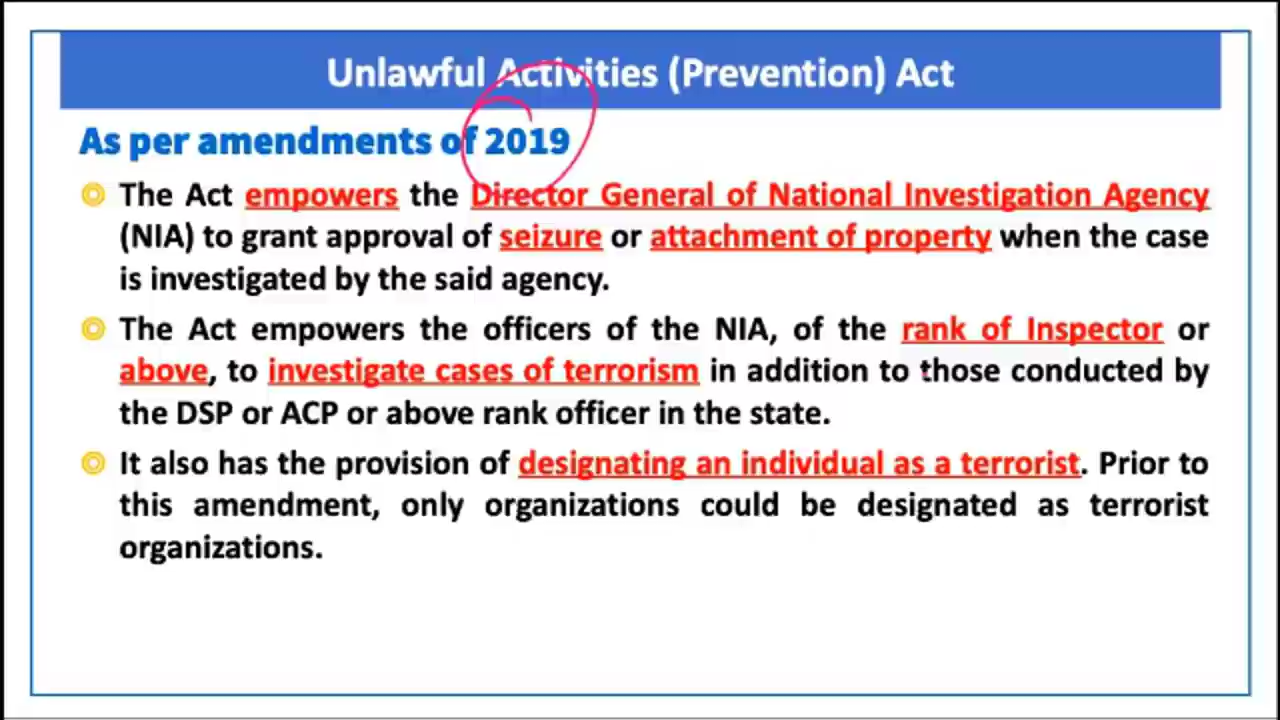 Unlawful Activities (Prevention) Act
As per amendments of 2019
The Act empowers the Director General of National Investigation Agency
(NIA) to grant approval of seizure or attachment of property when the case
is investigated by the said agency.
The Act empowers the officers of the NIA, of the rank of Inspector or
above, to investigate cases of terrorism in addition to those conducted by
the DSP or ACP or above rank officer in the state.
It also has the provision of designating an individual as a terrorist. Prior to
this amendment, only organizations could be designated as terrorist
organizations.